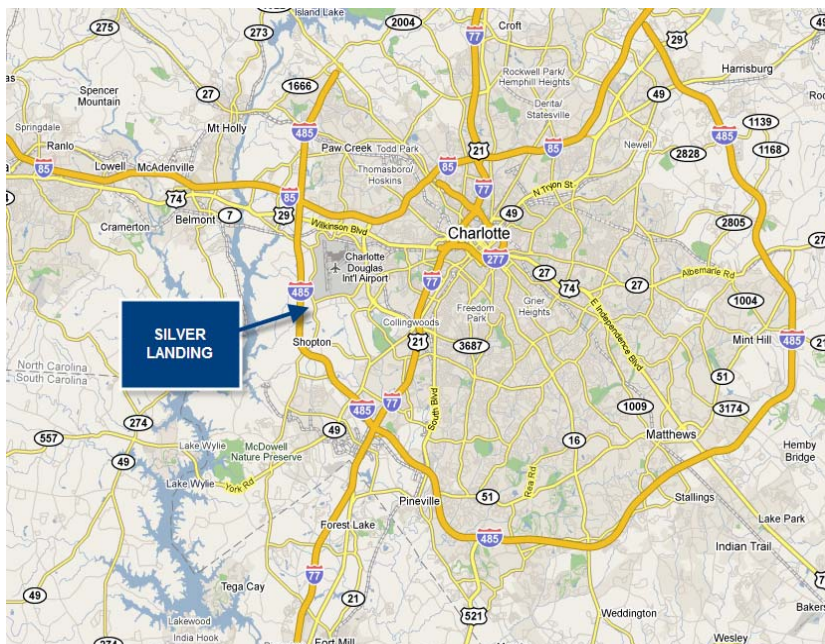 Island Lake
2004
77
Croft
29
49
275
273
Harrisburg
Spencer
Mountain
27
1666
Rockwell Park/
Hemphill Heights
49
Mt Holly
485
Derita/
Statesville
1139
Springdale
Ranlo
Paw Creek
Todd Park
21
85
Newell
485
2828
1168
85
Lowell
McAdenville
Thomasboro/
Hoskins
85
77
74
85
N Tryon St
Cramerton
Belmont
7
29
Wilkinson Blvd
49
2805
Charlotte
277
27
Charlotte
Douglas
Int'l Airport
77
27
74
27
Albemarle Rd
485
Freedom
Park
Grier
Heights
1004
SILVER
LANDING
Collingwoods
E Independence Blvd
Shopton
21
3687
Mint Hill
485
North Carolina
South Carolina
51
274
485
77
South Blvd
1009
3174
557
49
49
McDowell
Nature Preserve
16
Matthews
Lake Wylie
Hemby
Bridge
Lake Wylie
York Rd
Rea Rd
Pineville
51
Stallings
Forest Lake
Lake Park
485
Indian Trail
77
49
Tega Cay
21
Lakewood
India Hook
521
Weddington
274
Fort Mill
Wesley